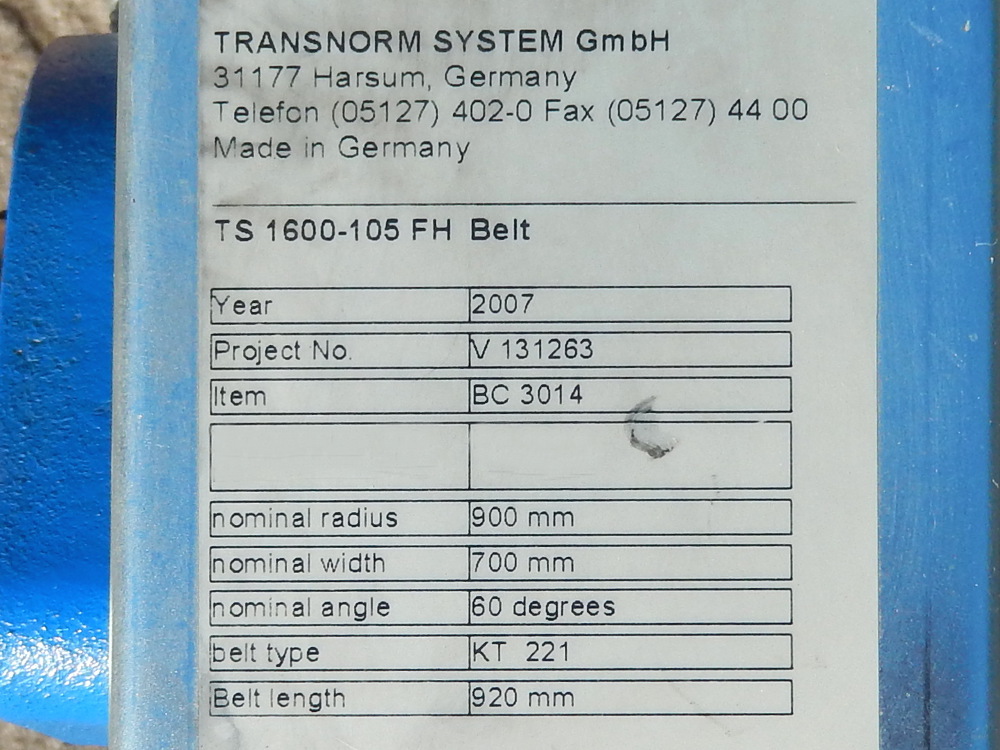 TRANSNORM SYSTEM GmbH
31177 Harsum, Germany
Telefon (05127) 402-0 Fax (05127) 44 00
Made in Germany
TS 1600-105 FH Belt
Year 2007
Project No. V 131263
Item BC 3014
nominal radius 900 mm
nominal width 700 mm
nominal angle 60 degrees
belt type KT 221
Belt length 920 mm